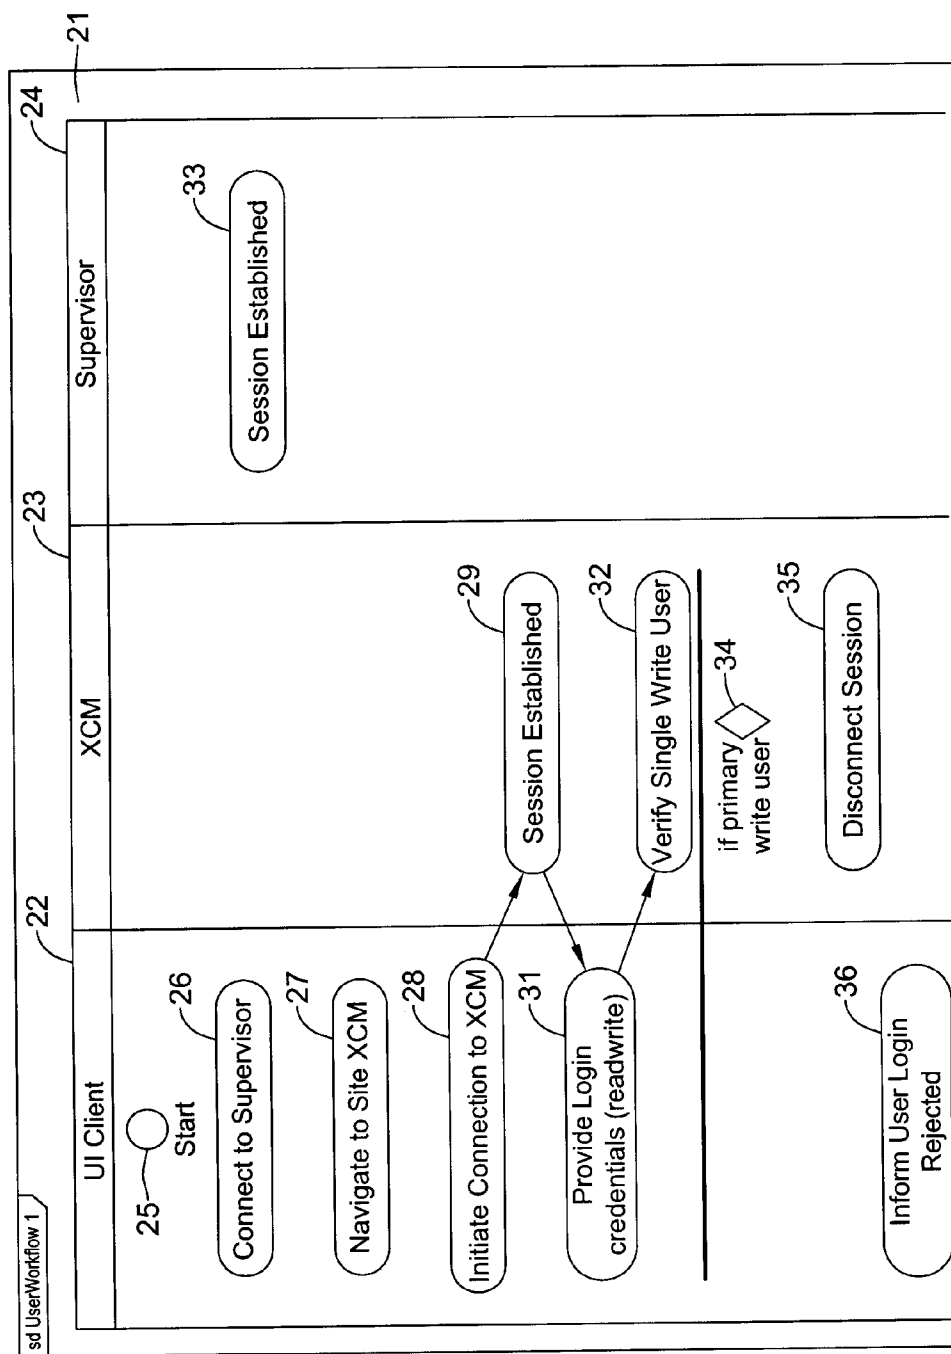 sd UserWorkflow 1
21
22
23
24
UI Client
XCM
Supervisor
25
Start
26
Connect to Supervisor
33
Session Established
27
Navigate to Site XCM
28
Initiate Connection to XCM
29
Session Established
31
Provide Login
credentials (readwrite)
32
Verify Single Write User
if primary
write user
34
35
Disconnect Session
36
Inform User Login
Rejected